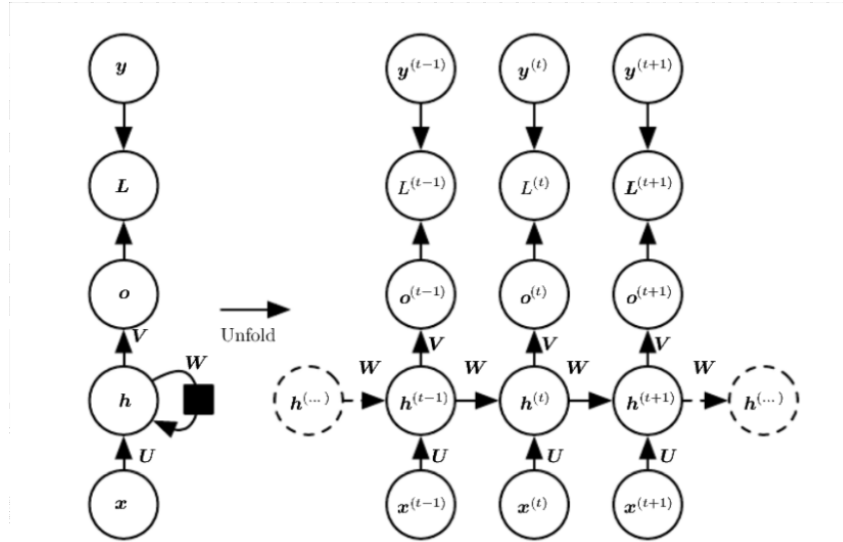 y y^{(t−1)} y^{(t)} y^{(t+1)}
L L^{(t−1)} L^{(t)} L^{(t+1)}
o o^{(t−1)} o^{(t)} o^{(t+1)}
Unfold
V V V V
W W W W W
h h^{(...)} h^{(t−1)} h^{(t)} h^{(t+1)} h^{(...)}
U U U U
x x^{(t−1)} x^{(t)} x^{(t+1)}